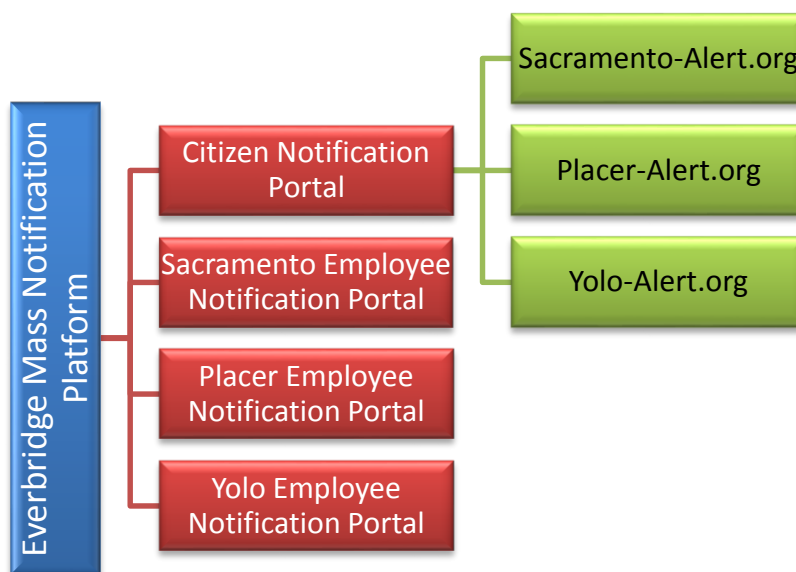 Everbridge Mass Notification
Platform
Citizen Notification
Portal
Sacramento Employee
Notification Portal
Placer Employee
Notification Portal
Yolo Employee
Notification Portal
Sacramento-Alert.org
Placer-Alert.org
Yolo-Alert.org